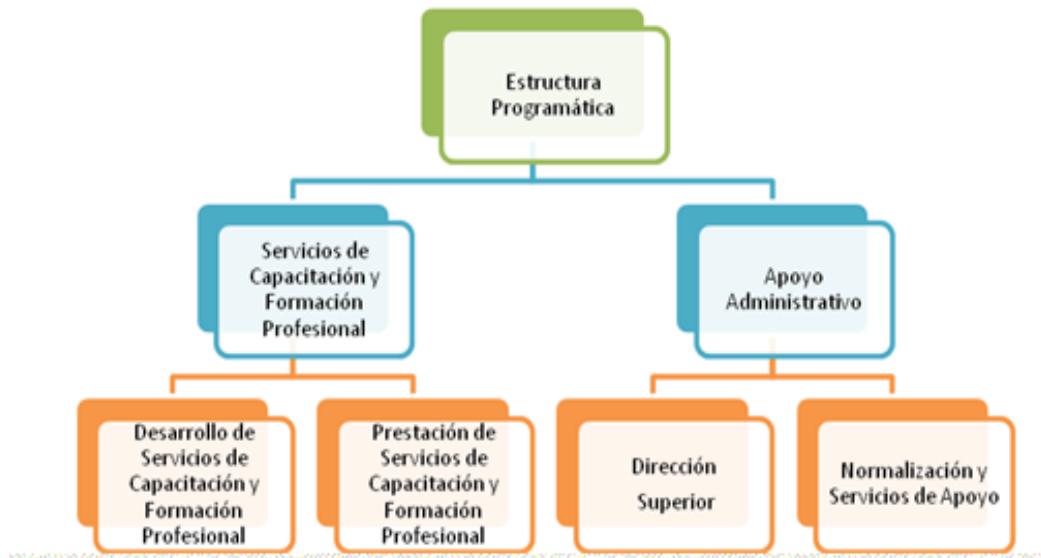 Estructura
Programática
Servicios de
Capacitación y
Formación
Profesional
Apoyo
Administrativo
Desarrollo de
Servicios de
Capacitación y
Formación
Profesional
Prestación de
Servicios de
Capacitación y
Formación
Profesional
Dirección
Superior
Normalización y
Servicios de Apoyo